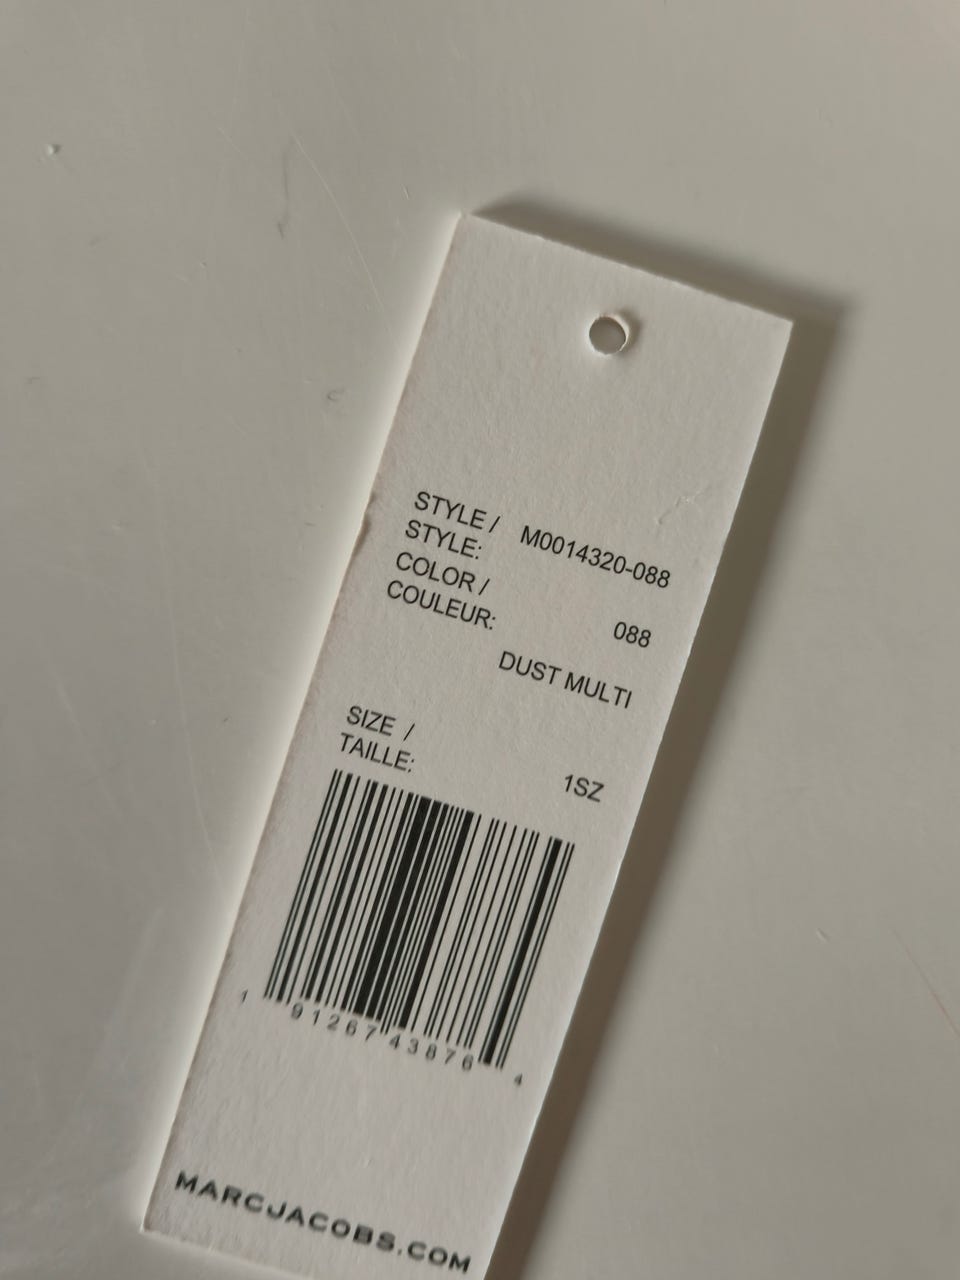 STYLE / STYLE: M0014320-088
COLOR / COULEUR: 088
DUST MULTI
SIZE / TAILLE: 1SZ
1 91267 43876 4
MARCJACOBS.COM